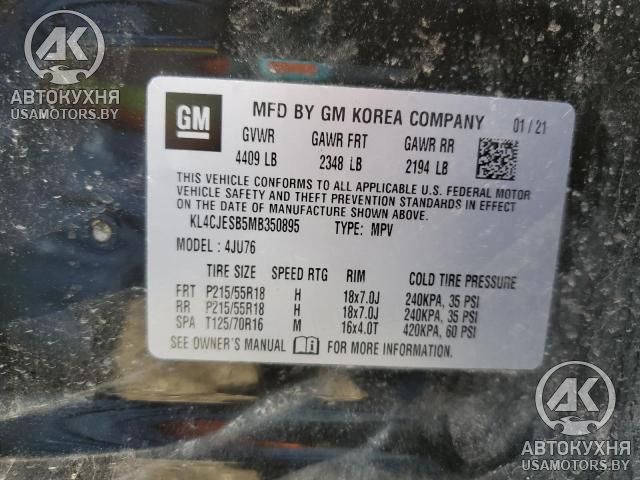 AK
АВТОКУХНЯ
USAMOTORS.BY
GM
MFD BY GM KOREA COMPANY 01/21
GVWR GAWR FRT GAWR RR
4409 LB 2348 LB 2194 LB
THIS VEHICLE CONFORMS TO ALL APPLICABLE U.S. FEDERAL MOTOR
VEHICLE SAFETY AND THEFT PREVENTION STANDARDS IN EFFECT
ON THE DATE OF MANUFACTURE SHOWN ABOVE.
KL4CJESB5MB350895 TYPE: MPV
MODEL: 4JU76
TIRE SIZE SPEED RTG RIM COLD TIRE PRESSURE
FRT P215/55R18 H 18x7.0J 240KPA, 35 PSI
RR P215/55R18 H 18x7.0J 240KPA, 35 PSI
SPA T125/70R16 M 16x4.0T 420KPA, 60 PSI
SEE OWNER'S MANUAL FOR MORE INFORMATION.
AK
АВТОКУХНЯ
USAMOTORS.BY